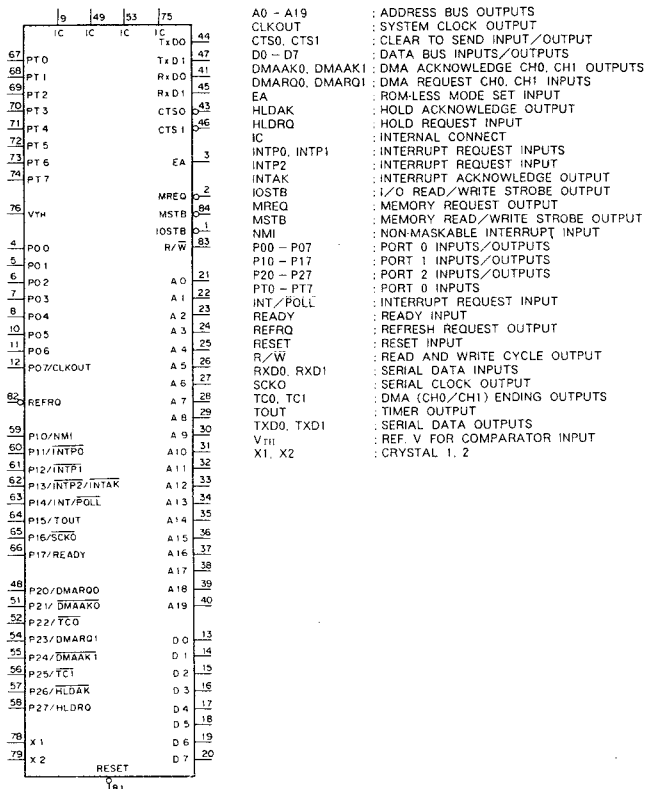 9 49 53 75
IC IC IC IC
TxD0 44
67 PT0 TxD1 47
68 PT1 RxD0 41
69 PT2 RxD1 45
70 PT3 CTS0 43
71 PT4 CTS1 46
72 PT5
73 PT6 EA 3
74 PT7
MREQ 2
76 VTH MSTB 84
IOSTB 1
4 P00 R/W 83
5 P01
6 P02 A0 21
7 P03 A1 22
8 P04 A2 23
10 P05 A3 24
11 P06 A4 25
12 P07/CLKOUT A5 26
A6 27
82 REFRQ A7 28
A8 29
59 P10/NMI A9 30
60 P11/INTP0 A10 31
61 P12/INTP1 A11 32
62 P13/INTP2/INTAK A12 33
63 P14/INT/POLL A13 34
64 P15/TOUT A14 35
65 P16/SCK0 A15 36
66 P17/READY A16 37
A17 38
48 P20/DMARQ0 A18 39
51 P21/DMAAK0 A19 40
52 P22/TC0
54 P23/DMARQ1 D0 13
55 P24/DMAAK1 D1 14
56 P25/TC1 D2 15
57 P26/HLDAK D3 16
58 P27/HLDRQ D4 17
D5 18
78 X1 D6 19
79 X2 D7 20
RESET
81
A0 – A19 : ADDRESS BUS OUTPUTS
CLKOUT : SYSTEM CLOCK OUTPUT
CTS0, CTS1 : CLEAR TO SEND INPUT/OUTPUT
D0 – D7 : DATA BUS INPUTS/OUTPUTS
DMAAK0, DMAAK1 : DMA ACKNOWLEDGE CH0, CH1 OUTPUTS
DMARQ0, DMARQ1 : DMA REQUEST CH0, CH1 INPUTS
EA : ROM-LESS MODE SET INPUT
HLDAK : HOLD ACKNOWLEDGE OUTPUT
HLDRQ : HOLD REQUEST INPUT
IC : INTERNAL CONNECT
INTP0, INTP1 : INTERRUPT REQUEST INPUTS
INTP2 : INTERRUPT REQUEST INPUT
INTAK : INTERRUPT ACKNOWLEDGE OUTPUT
IOSTB : I/O READ/WRITE STROBE OUTPUT
MREQ : MEMORY REQUEST OUTPUT
MSTB : MEMORY READ/WRITE STROBE OUTPUT
NMI : NON-MASKABLE INTERRUPT INPUT
P00 – P07 : PORT 0 INPUTS/OUTPUTS
P10 – P17 : PORT 1 INPUTS/OUTPUTS
P20 – P27 : PORT 2 INPUTS/OUTPUTS
PT0 – PT7 : PORT 0 INPUTS
INT/POLL : INTERRUPT REQUEST INPUT
READY : READY INPUT
REFRQ : REFRESH REQUEST OUTPUT
RESET : RESET INPUT
R/W : READ AND WRITE CYCLE OUTPUT
RXD0, RXD1 : SERIAL DATA INPUTS
SCKO : SERIAL CLOCK OUTPUT
TC0, TC1 : DMA (CH0/CH1) ENDING OUTPUTS
TOUT : TIMER OUTPUT
TXD0, TXD1 : SERIAL DATA OUTPUTS
VTH : REF. V FOR COMPARATOR INPUT
X1, X2 : CRYSTAL 1, 2